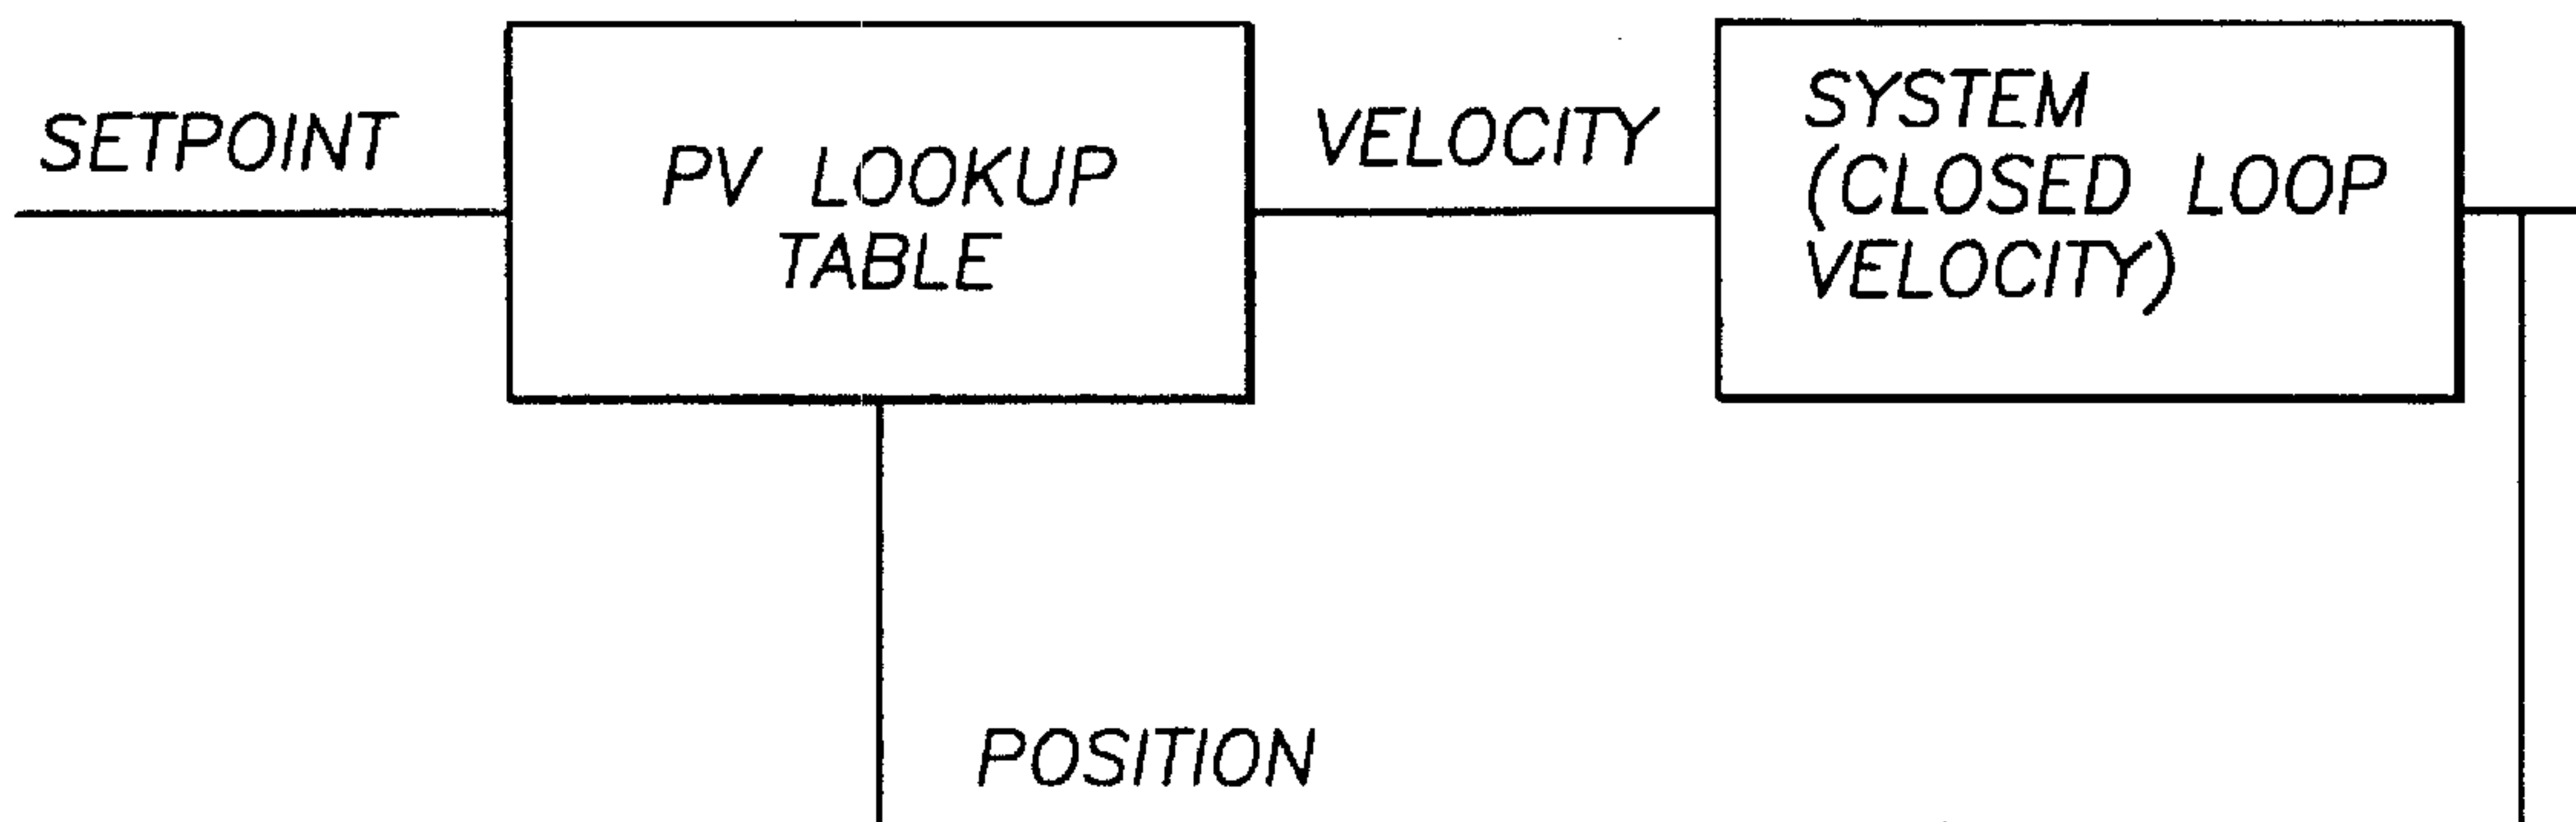 SETPOINT
PV LOOKUP
TABLE
VELOCITY
SYSTEM
(CLOSED LOOP
VELOCITY)
POSITION